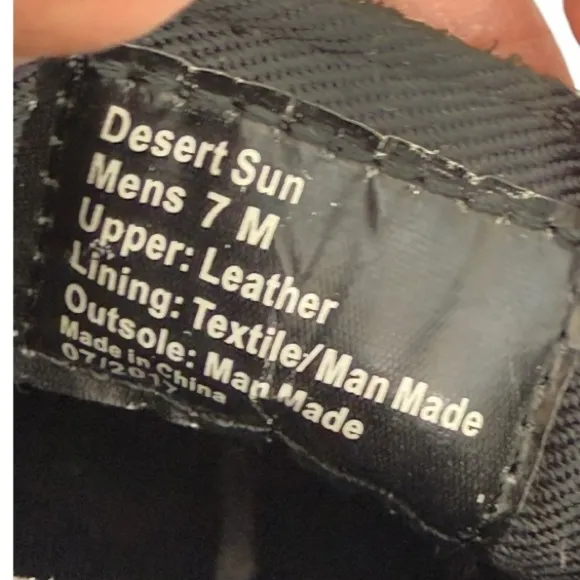 Desert Sun
Mens 7 M
Upper: Leather
Lining: Textile/Man Made
Outsole: Man Made
Made in China
07/2017